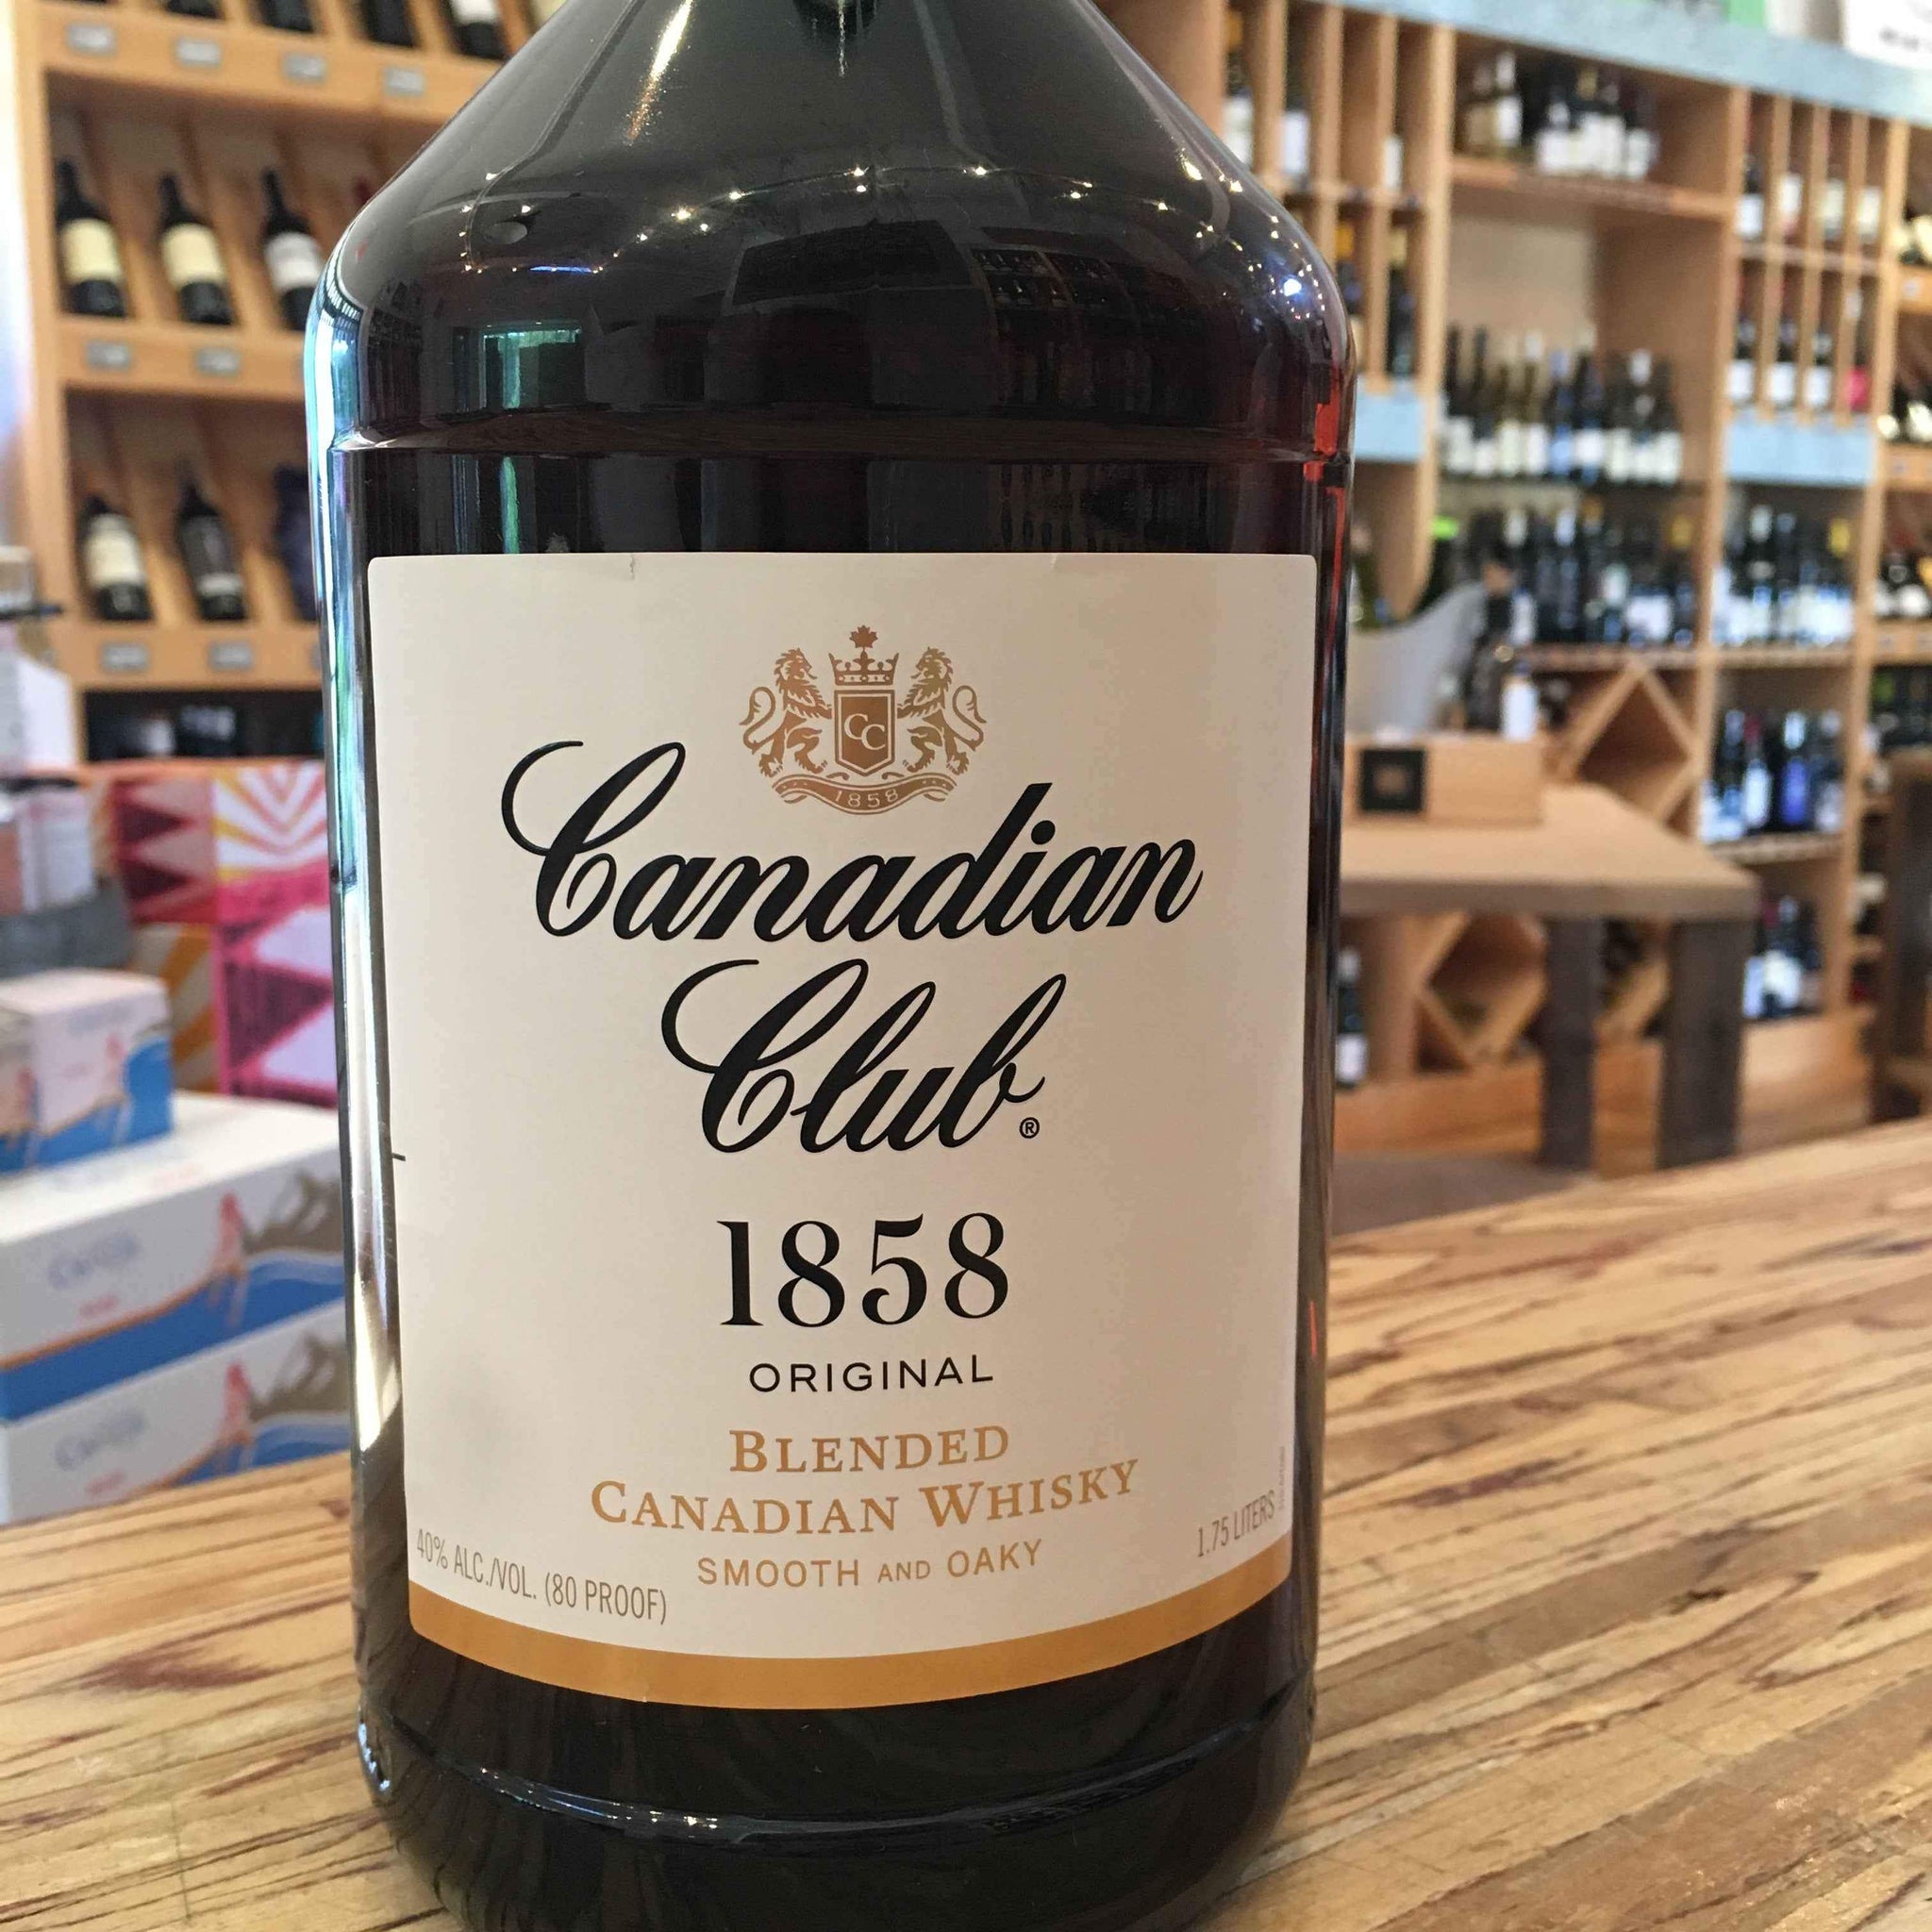 CC
1858
Canadian
Club®
1858
ORIGINAL
BLENDED
CANADIAN WHISKY
SMOOTH AND OAKY
40% ALC./VOL. (80 PROOF)
1.75 LITERS